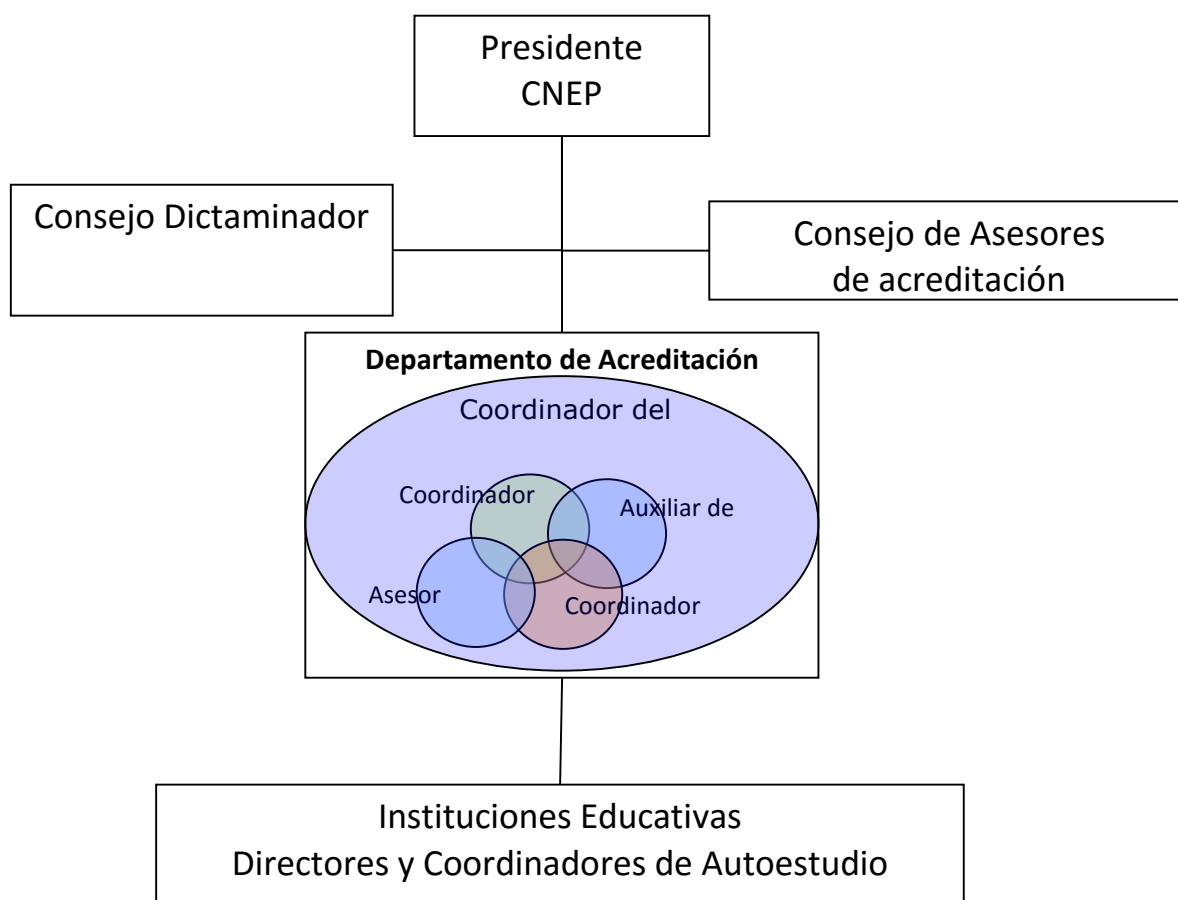 Presidente
CNEP
Consejo Dictaminador
Consejo de Asesores
de acreditación
Departamento de Acreditación
Coordinador del
Coordinador
Auxiliar de
Asesor
Coordinador
Instituciones Educativas
Directores y Coordinadores de Autoestudio